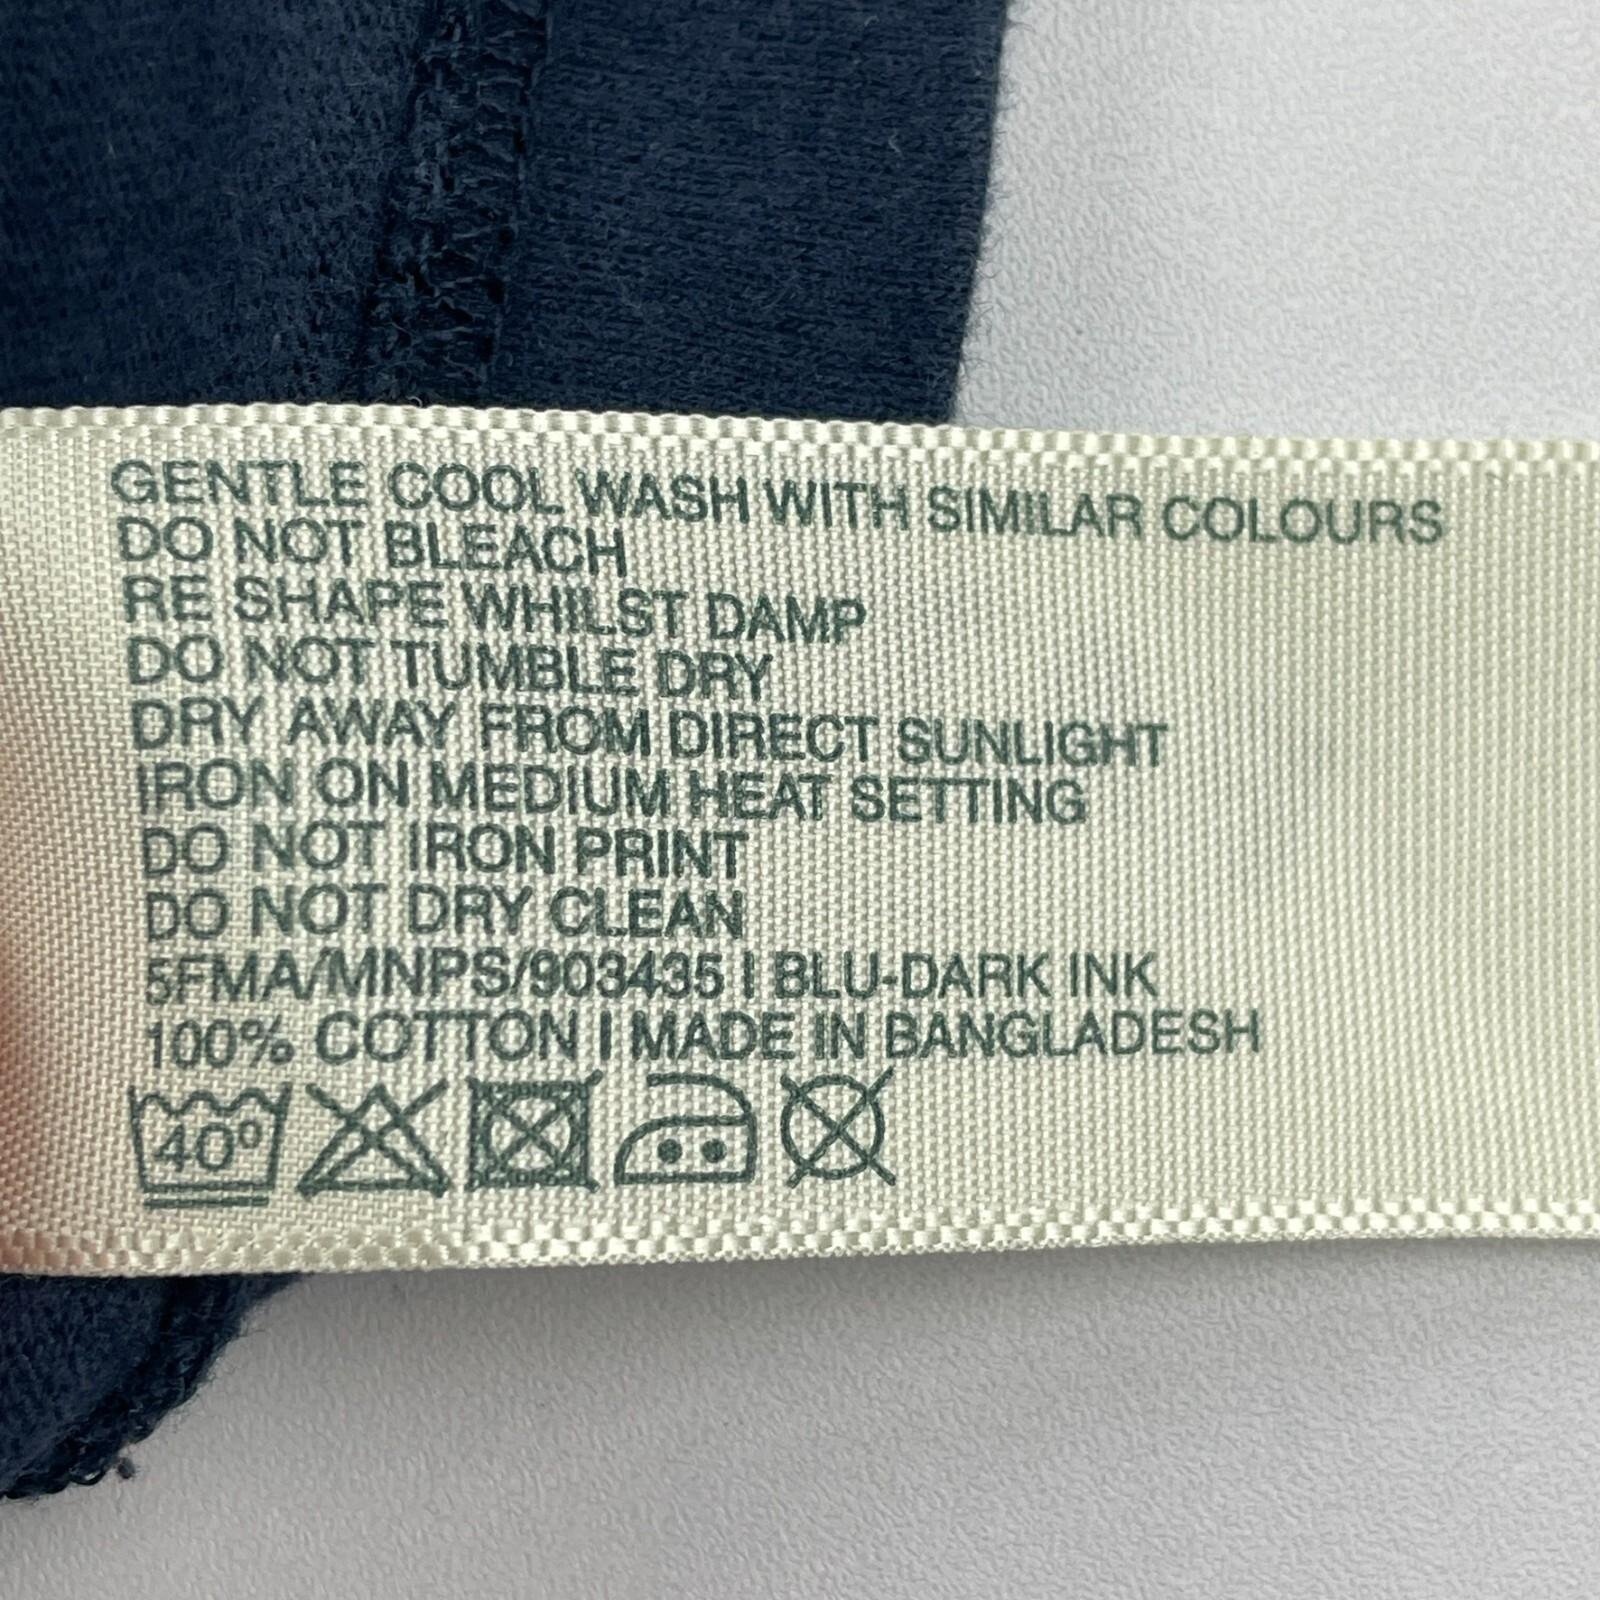 GENTLE COOL WASH WITH SIMILAR COLOURS
DO NOT BLEACH
RE SHAPE WHILST DAMP
DO NOT TUMBLE DRY
DRY AWAY FROM DIRECT SUNLIGHT
IRON ON MEDIUM HEAT SETTING
DO NOT IRON PRINT
DO NOT DRY CLEAN
5FMA/MNPS/903435 | BLU-DARK INK
100% COTTON | MADE IN BANGLADESH
40°